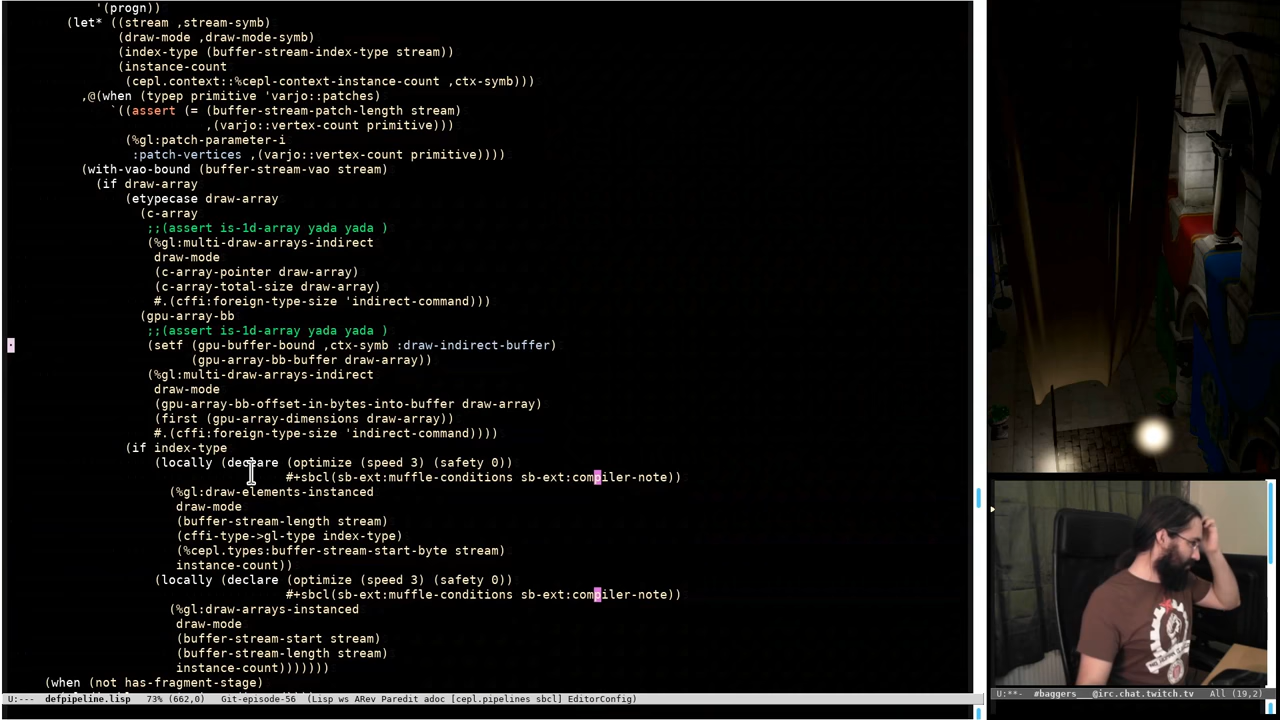 '(progn))
(let* ((stream ,stream-symb)
(draw-mode ,draw-mode-symb)
(index-type (buffer-stream-index-type stream))
(instance-count
(cepl.context::%cepl-context-instance-count ,ctx-symb)))
,@(when (typep primitive 'varjo::patches)
`((assert (= (buffer-stream-patch-length stream)
,(varjo::vertex-count primitive)))
(%gl:patch-parameter-i
:patch-vertices ,(varjo::vertex-count primitive))))
(with-vao-bound (buffer-stream-vao stream)
(if draw-array
(etypecase draw-array
(c-array
;;(assert is-1d-array yada yada )
(%gl:multi-draw-arrays-indirect
draw-mode
(c-array-pointer draw-array)
(c-array-total-size draw-array)
#.(cffi:foreign-type-size 'indirect-command)))
(gpu-array-bb
;;(assert is-1d-array yada yada )
(setf (gpu-buffer-bound ,ctx-symb :draw-indirect-buffer)
(gpu-array-bb-buffer draw-array))
(%gl:multi-draw-arrays-indirect
draw-mode
(gpu-array-bb-offset-in-bytes-into-buffer draw-array)
(first (gpu-array-dimensions draw-array))
#.(cffi:foreign-type-size 'indirect-command))))
(if index-type
(locally (declare (optimize (speed 3) (safety 0))
#+sbcl(sb-ext:muffle-conditions sb-ext:compiler-note))
(%gl:draw-elements-instanced
draw-mode
(buffer-stream-length stream)
(cffi-type->gl-type index-type)
(%cepl.types:buffer-stream-start-byte stream)
instance-count))
(locally (declare (optimize (speed 3) (safety 0))
#+sbcl(sb-ext:muffle-conditions sb-ext:compiler-note))
(%gl:draw-arrays-instanced
draw-mode
(buffer-stream-start stream)
(buffer-stream-length stream)
instance-count)))))))
(when (not has-fragment-stage)
U:--- defpipeline.lisp 73% (662,0) Git-episode-56 (Lisp ws ARev Paredit adoc [cepl.pipelines sbcl] EditorConfig)
U:**- #baggers___@irc.chat.twitch.tv All (19,2)